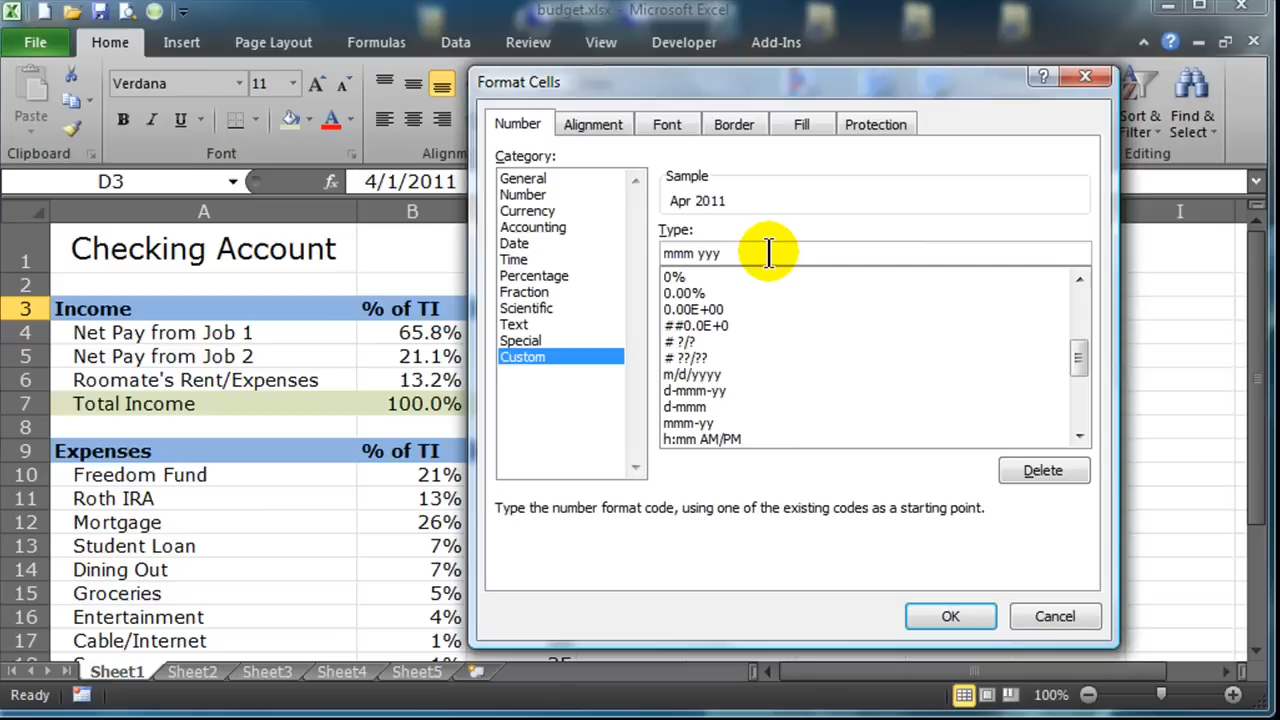 budget.xlsx - Microsoft Excel
File Home Insert Page Layout Formulas Data Review View Developer Add-Ins
Verdana 11
Paste
B I U
Clipboard Font Alignm
Sort & Filter Find & Select
Editing
D3 fx 4/1/2011
A B I
1 Checking Account
2
3 Income % of TI
4 Net Pay from Job 1 65.8%
5 Net Pay from Job 2 21.1%
6 Roomate's Rent/Expenses 13.2%
7 Total Income 100.0%
8
9 Expenses % of TI
10 Freedom Fund 21%
11 Roth IRA 13%
12 Mortgage 26%
13 Student Loan 7%
14 Dining Out 7%
15 Groceries 5%
16 Entertainment 4%
17 Cable/Internet 1%
Format Cells
Number Alignment Font Border Fill Protection
Category:
General
Number
Currency
Accounting
Date
Time
Percentage
Fraction
Scientific
Text
Special
Custom
Sample
Apr 2011
Type:
mmm yyy
0%
0.00%
0.00E+00
##0.0E+0
# ?/?
# ??/??
m/d/yyyy
d-mmm-yy
d-mmm
mmm-yy
h:mm AM/PM
Delete
Type the number format code, using one of the existing codes as a starting point.
OK Cancel
Sheet1 Sheet2 Sheet3 Sheet4 Sheet5
Ready 100%